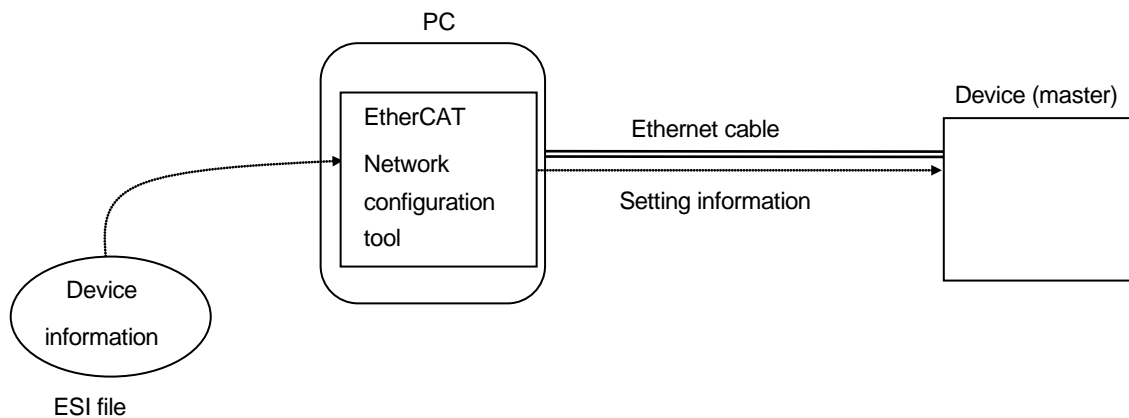 PC
EtherCAT
Network
configuration
tool
Ethernet cable
Setting information
Device (master)
Device
information
ESI file